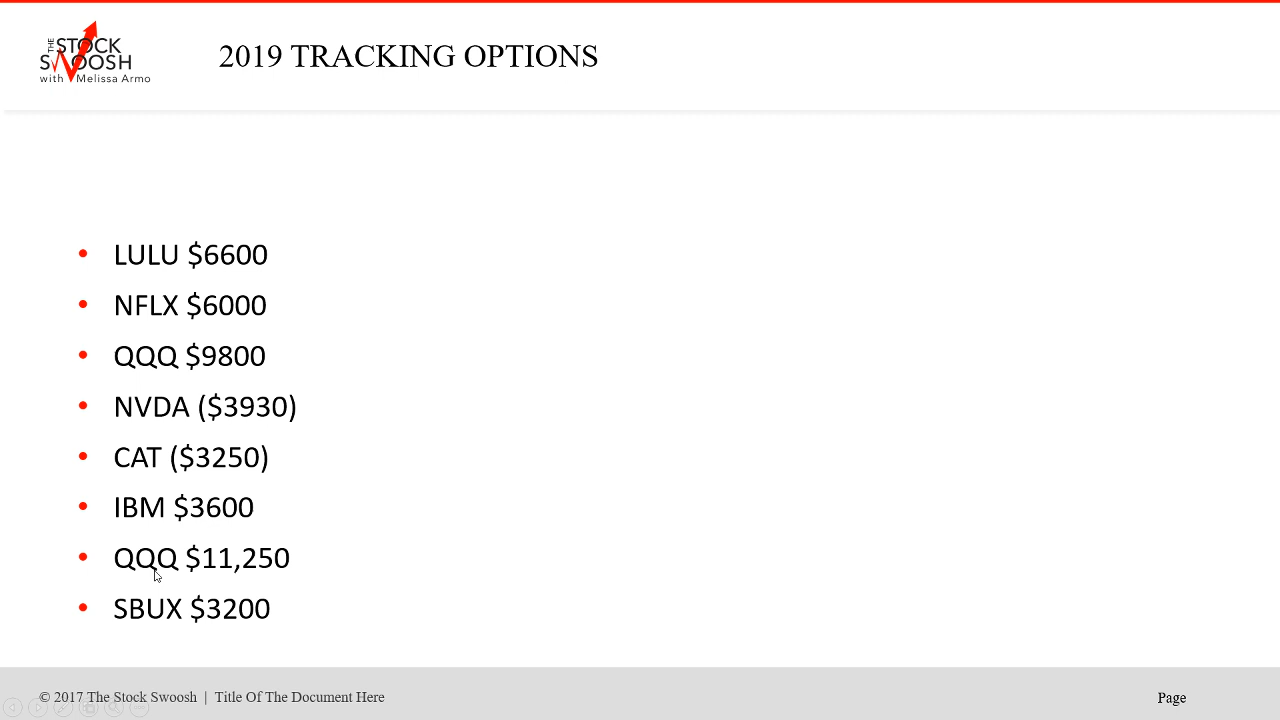 THE STOCK
SWOOSH
with Melissa Armo
2019 TRACKING OPTIONS
• LULU $6600
• NFLX $6000
• QQQ $9800
• NVDA ($3930)
• CAT ($3250)
• IBM $3600
• QQQ $11,250
• SBUX $3200
© 2017 The Stock Swoosh | Title Of The Document Here
Page